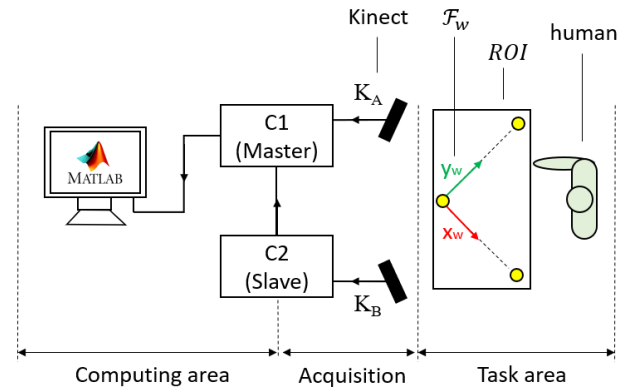 Kinect
ℱw
ROI
human
KA
C1
(Master)
MATLAB
yw
xw
C2
(Slave)
KB
Computing area
Acquisition
Task area